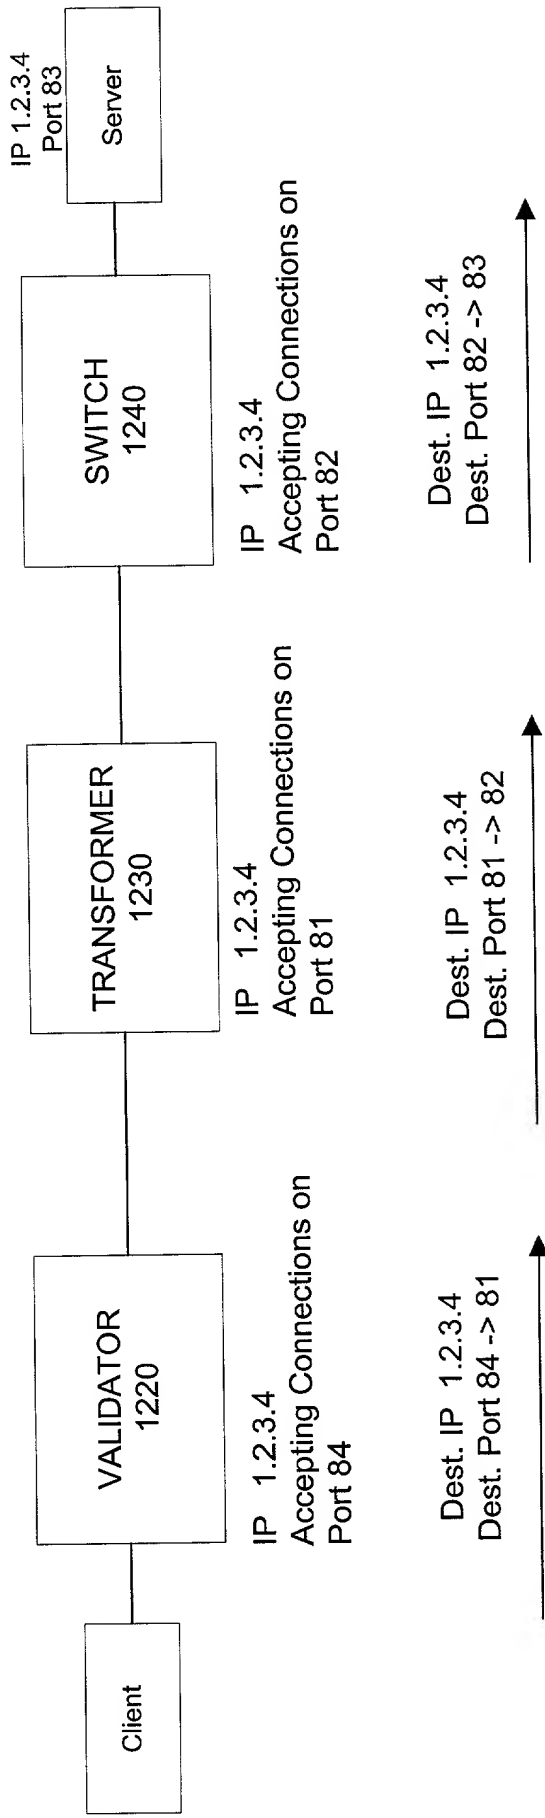 Client
VALIDATOR
1220
TRANSFORMER
1230
SWITCH
1240
IP 1.2.3.4
Port 83
Server
IP 1.2.3.4
Accepting Connections on
Port 84
IP 1.2.3.4
Accepting Connections on
Port 81
IP 1.2.3.4
Accepting Connections on
Port 82
Dest. IP 1.2.3.4
Dest. Port 84 -> 81
Dest. IP 1.2.3.4
Dest. Port 81 -> 82
Dest. IP 1.2.3.4
Dest. Port 82 -> 83